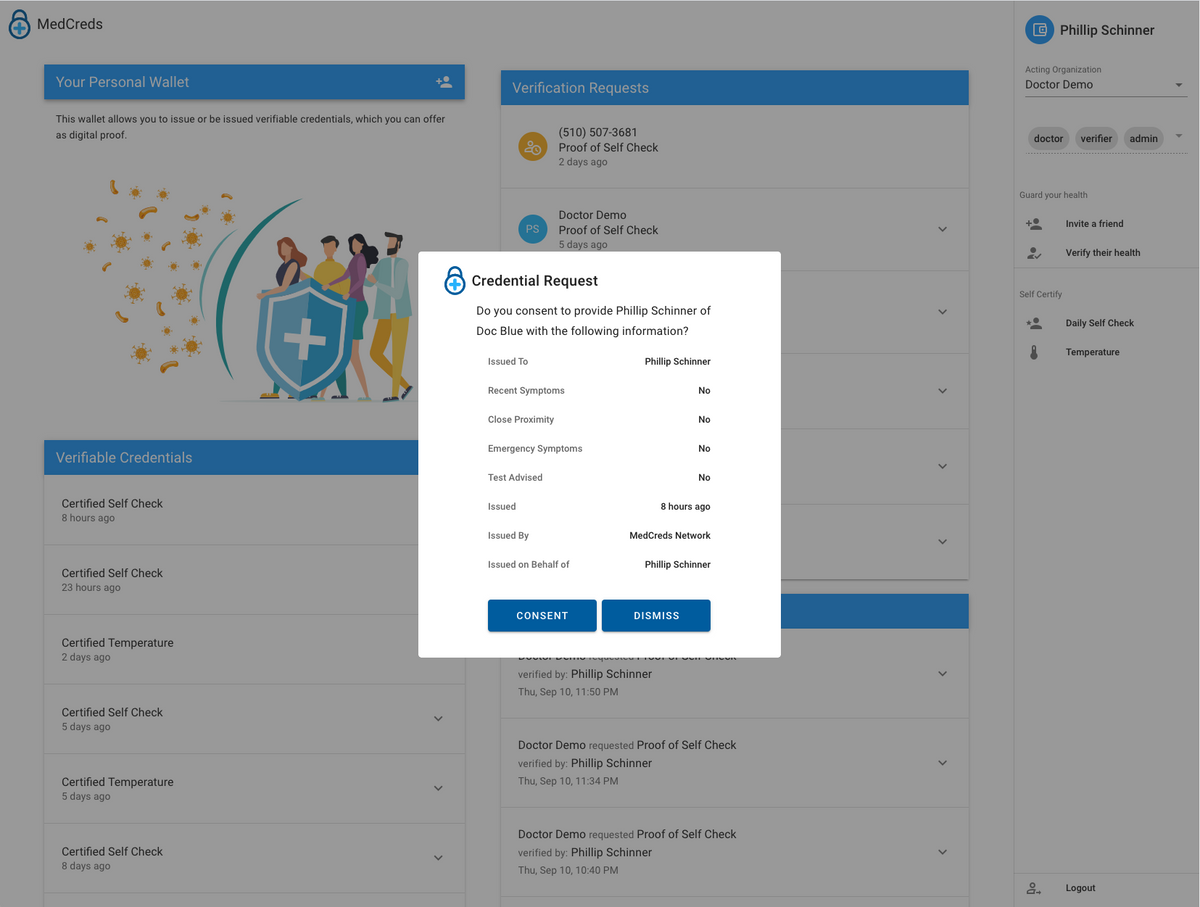 MedCreds
Your Personal Wallet
This wallet allows you to issue or be issued verifiable credentials, which you can offer
as digital proof.
Verifiable Credentials
Certified Self Check
8 hours ago
Certified Self Check
23 hours ago
Certified Temperature
2 days ago
Certified Self Check
5 days ago
Certified Temperature
5 days ago
Certified Self Check
8 days ago
Verification Requests
(510) 507-3681
Proof of Self Check
2 days ago
PS
Doctor Demo
Proof of Self Check
5 days ago
Credential Request
Do you consent to provide Phillip Schinner of
Doc Blue with the following information?
Issued To Phillip Schinner
Recent Symptoms No
Close Proximity No
Emergency Symptoms No
Test Advised No
Issued 8 hours ago
Issued By MedCreds Network
Issued on Behalf of Phillip Schinner
CONSENT DISMISS
Doctor Demo requested Proof of Self Check
verified by: Phillip Schinner
Thu, Sep 10, 11:50 PM
Doctor Demo requested Proof of Self Check
verified by: Phillip Schinner
Thu, Sep 10, 11:34 PM
Doctor Demo requested Proof of Self Check
verified by: Phillip Schinner
Thu, Sep 10, 10:40 PM
Phillip Schinner
Acting Organization
Doctor Demo
doctor verifier admin
Guard your health
Invite a friend
Verify their health
Self Certify
Daily Self Check
Temperature
Logout